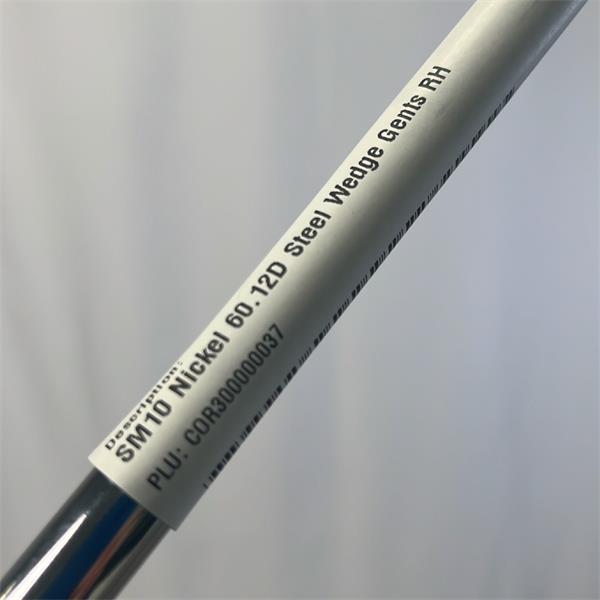 Description:
SM10 Nickel 60.12D Steel Wedge Gents RH
PLU: COR300000037